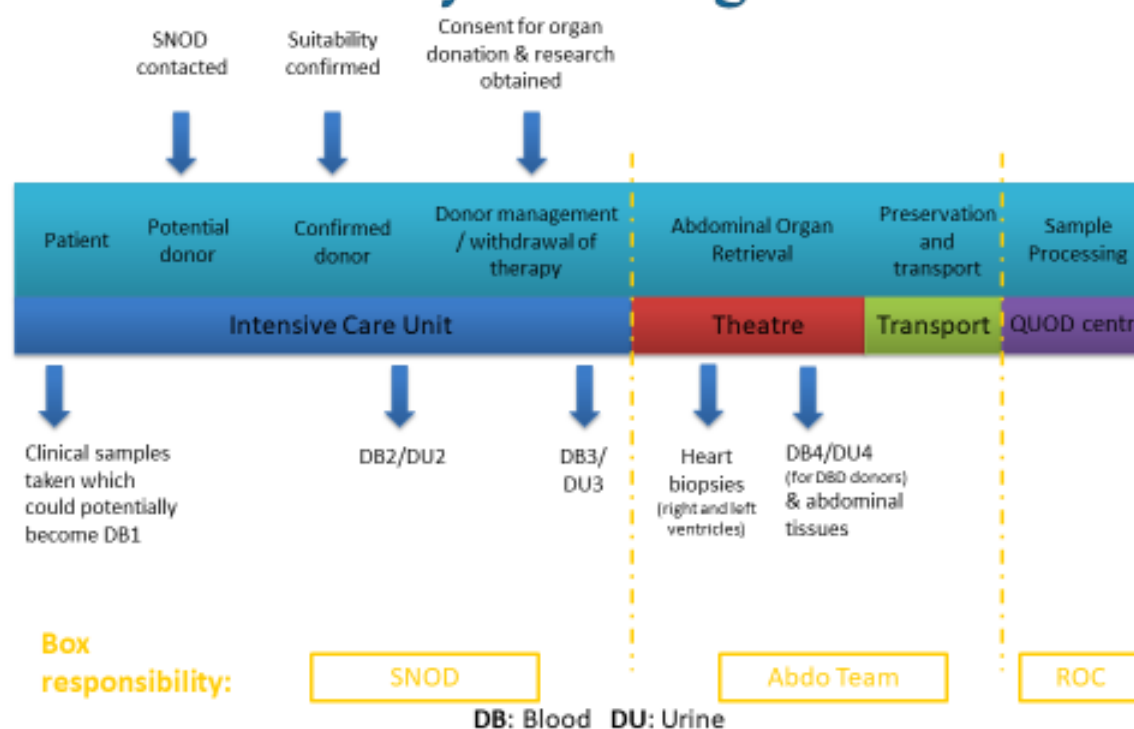 SNOD
contacted
Suitability
confirmed
Consent for organ
donation & research
obtained
Patient
Potential
donor
Confirmed
donor
Donor management
/ withdrawal of
therapy
Abdominal Organ
Retrieval
Preservation
and
transport
Sample
Processing
Intensive Care Unit
Theatre
Transport
QUOD centr
Clinical samples
taken which
could potentially
become DB1
DB2/DU2
DB3/
DU3
Heart
biopsies
(right and left
ventricles)
DB4/DU4
(for DBD donors)
& abdominal
tissues
Box
responsibility:
SNOD
Abdo Team
ROC
DB: Blood DU: Urine